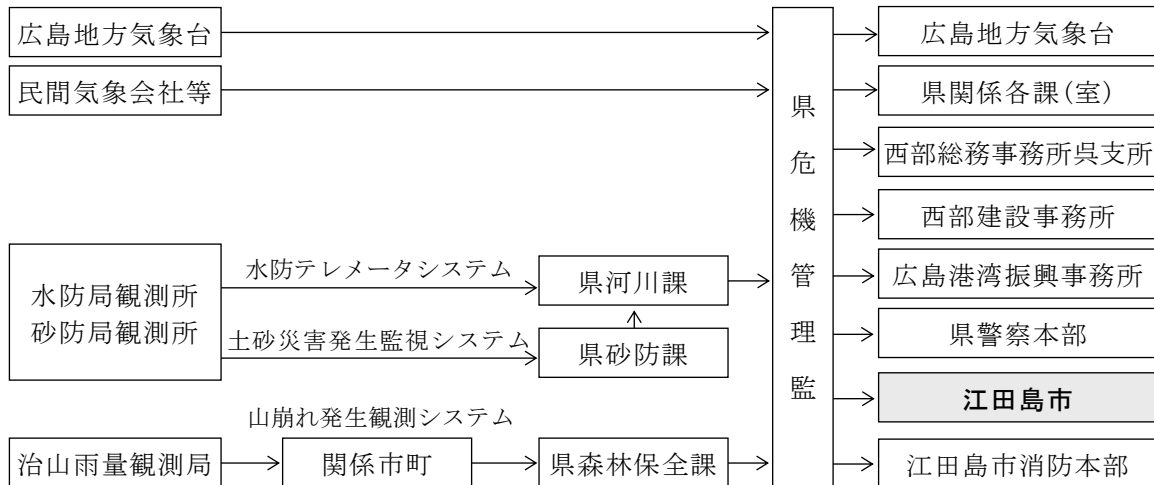 広島地方気象台
民間気象会社等
水防局観測所
砂防局観測所
水防テレメータシステム
土砂災害発生監視システム
県河川課
県砂防課
山崩れ発生観測システム
治山雨量観測局
関係市町
県森林保全課
県危機管理監
広島地方気象台
県関係各課(室)
西部総務事務所呉支所
西部建設事務所
広島港湾振興事務所
県警察本部
江田島市
江田島市消防本部